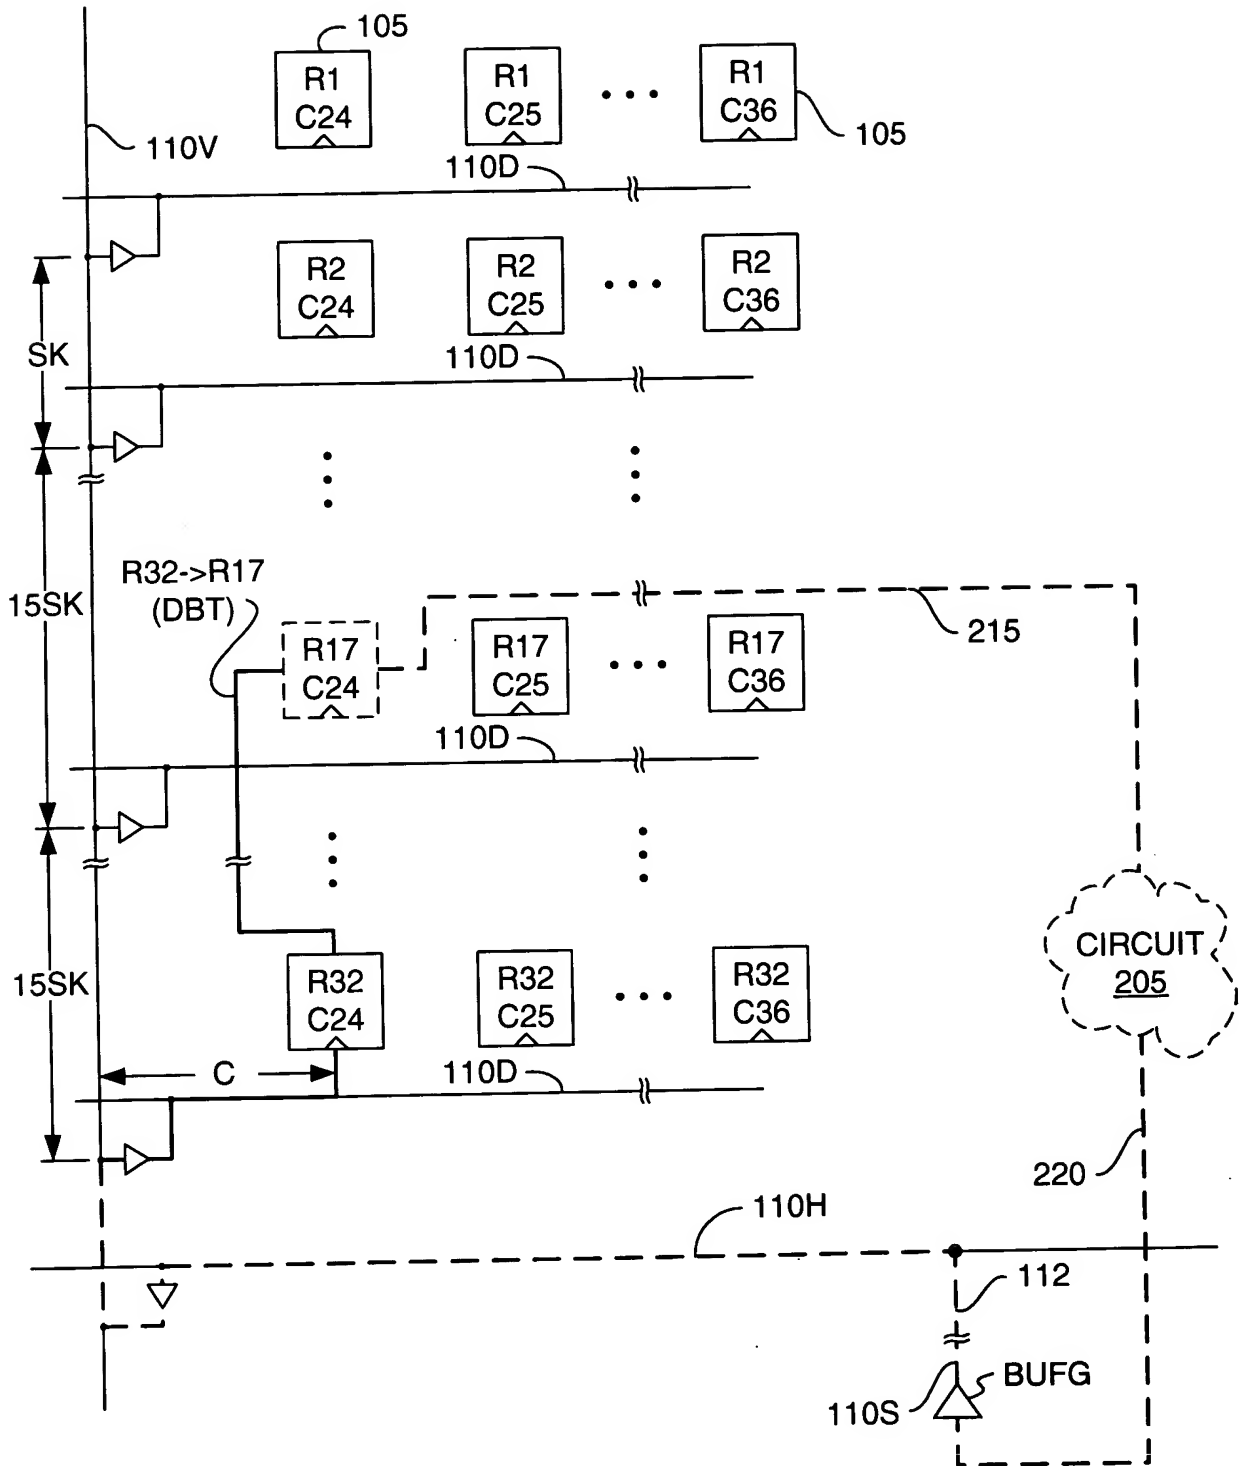 105
R1
C24
R1
C25
R1
C36
105
110V
110D
R2
C24
R2
C25
R2
C36
SK
110D
R32->R17
(DBT)
15SK
215
R17
C24
R17
C25
R17
C36
110D
CIRCUIT
205
15SK
R32
C24
R32
C25
R32
C36
C
110D
220
110H
112
BUFG
110S